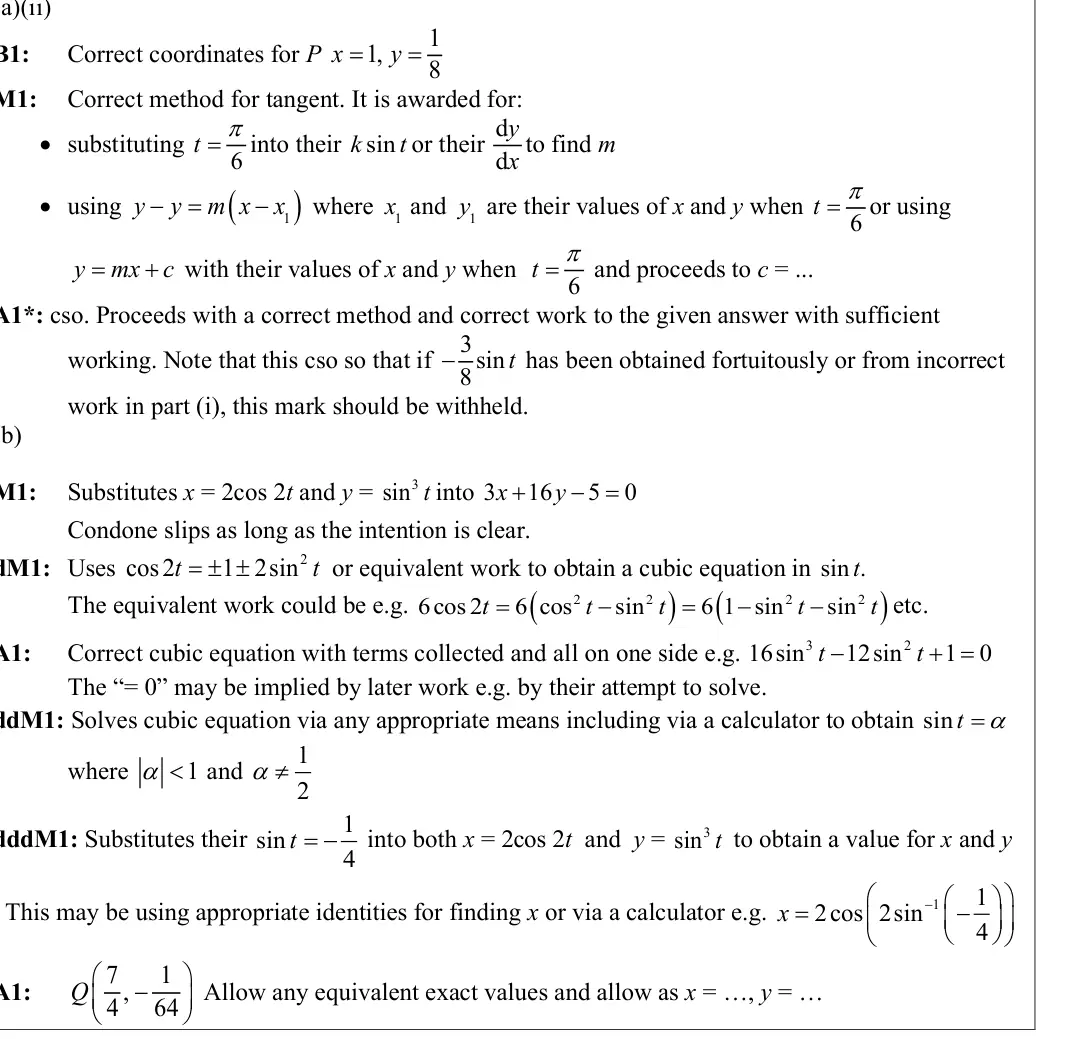 a)(ii)
B1: Correct coordinates for P x = 1, y = 1/8
M1: Correct method for tangent. It is awarded for:
• substituting t = π/6 into their k sin t or their dy/dx to find m
• using y − y = m(x − x₁) where x₁ and y₁ are their values of x and y when t = π/6 or using
y = mx + c with their values of x and y when t = π/6 and proceeds to c = ...
A1*: cso. Proceeds with a correct method and correct work to the given answer with sufficient
working. Note that this cso so that if −3/8 sin t has been obtained fortuitously or from incorrect
work in part (i), this mark should be withheld.
b)
M1: Substitutes x = 2cos 2t and y = sin³ t into 3x + 16y − 5 = 0
Condone slips as long as the intention is clear.
dM1: Uses cos 2t = ±1 ± 2sin² t or equivalent work to obtain a cubic equation in sin t.
The equivalent work could be e.g. 6cos 2t = 6(cos² t − sin² t) = 6(1 − sin² t − sin² t) etc.
A1: Correct cubic equation with terms collected and all on one side e.g. 16sin³ t − 12sin² t + 1 = 0
The “= 0” may be implied by later work e.g. by their attempt to solve.
ddM1: Solves cubic equation via any appropriate means including via a calculator to obtain sin t = α
where |α| < 1 and α ≠ 1/2
dddM1: Substitutes their sin t = −1/4 into both x = 2cos 2t and y = sin³ t to obtain a value for x and y
This may be using appropriate identities for finding x or via a calculator e.g. x = 2cos(2sin⁻¹(−1/4))
A1: Q(7/4, −1/64) Allow any equivalent exact values and allow as x = …, y = …